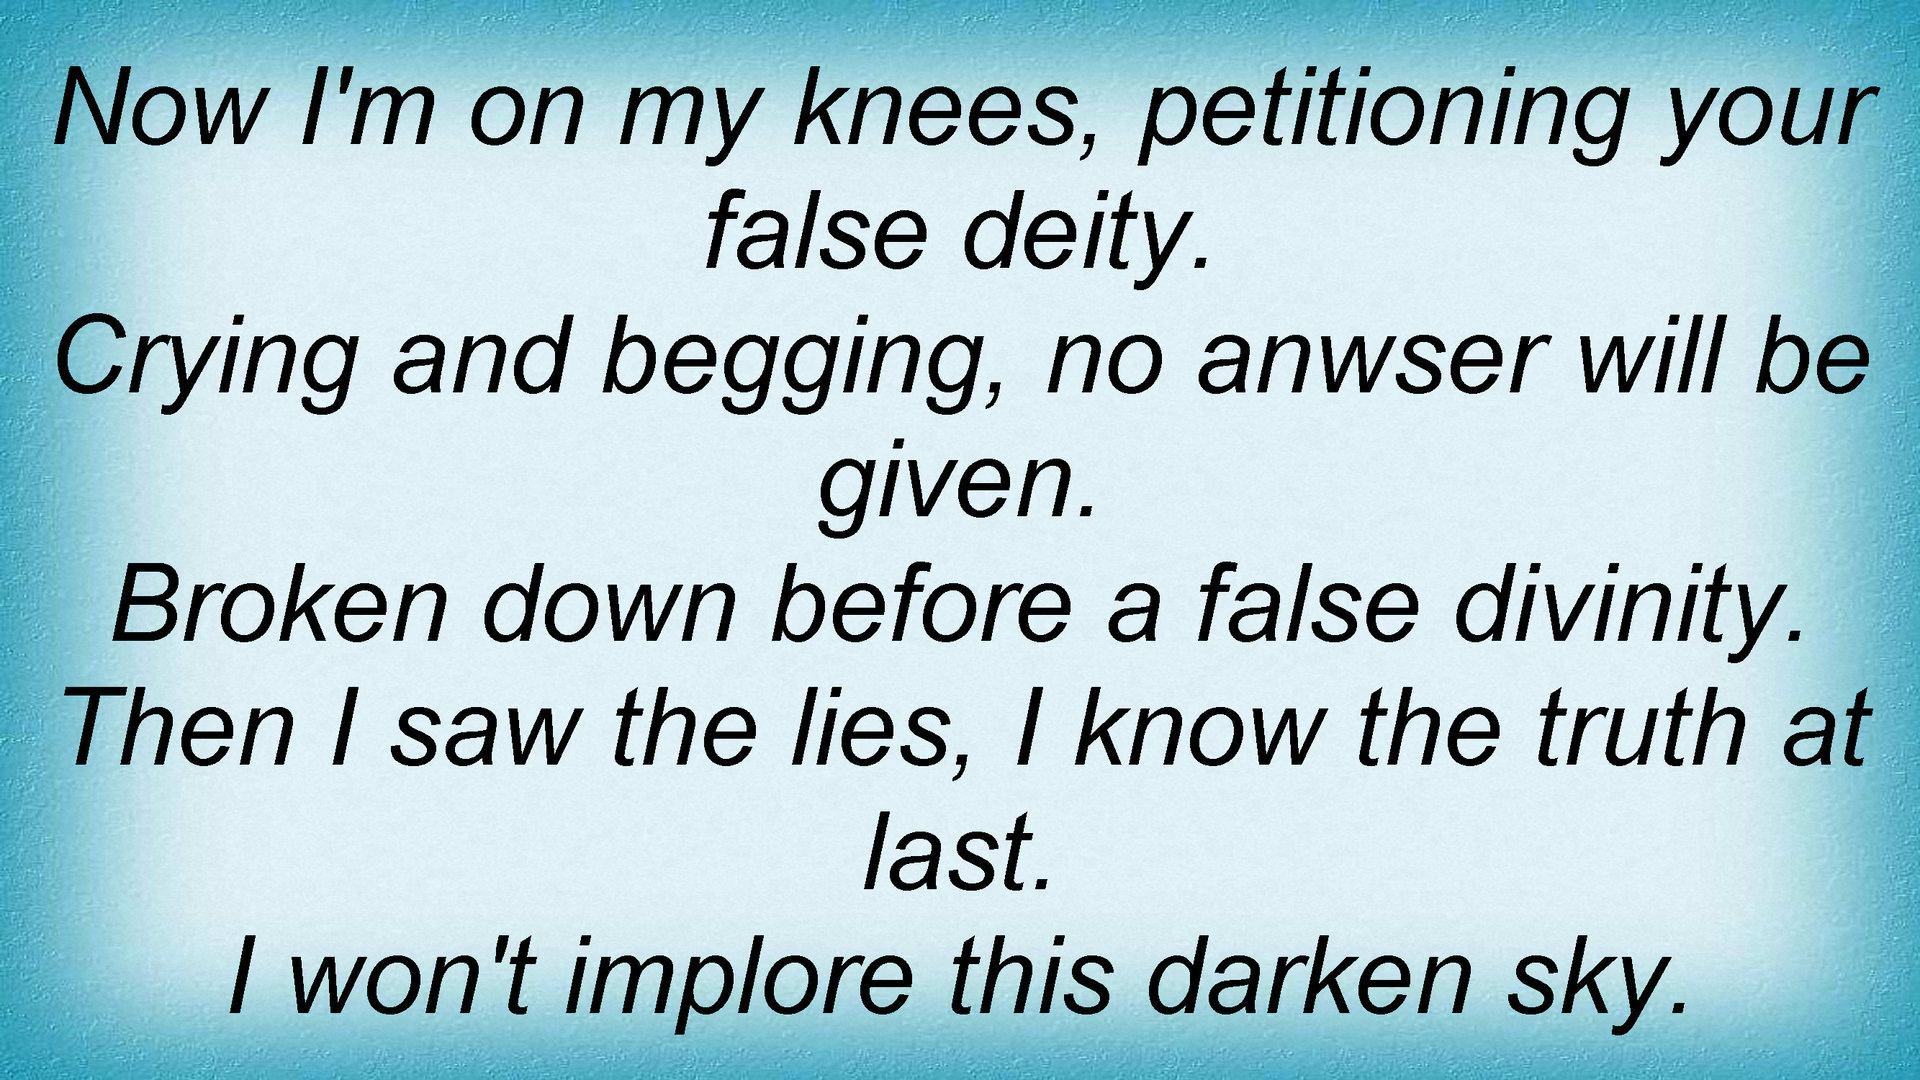 Now I'm on my knees, petitioning your
false deity.
Crying and begging, no anwser will be
given.
Broken down before a false divinity.
Then I saw the lies, I know the truth at
last.
I won't implore this darken sky.